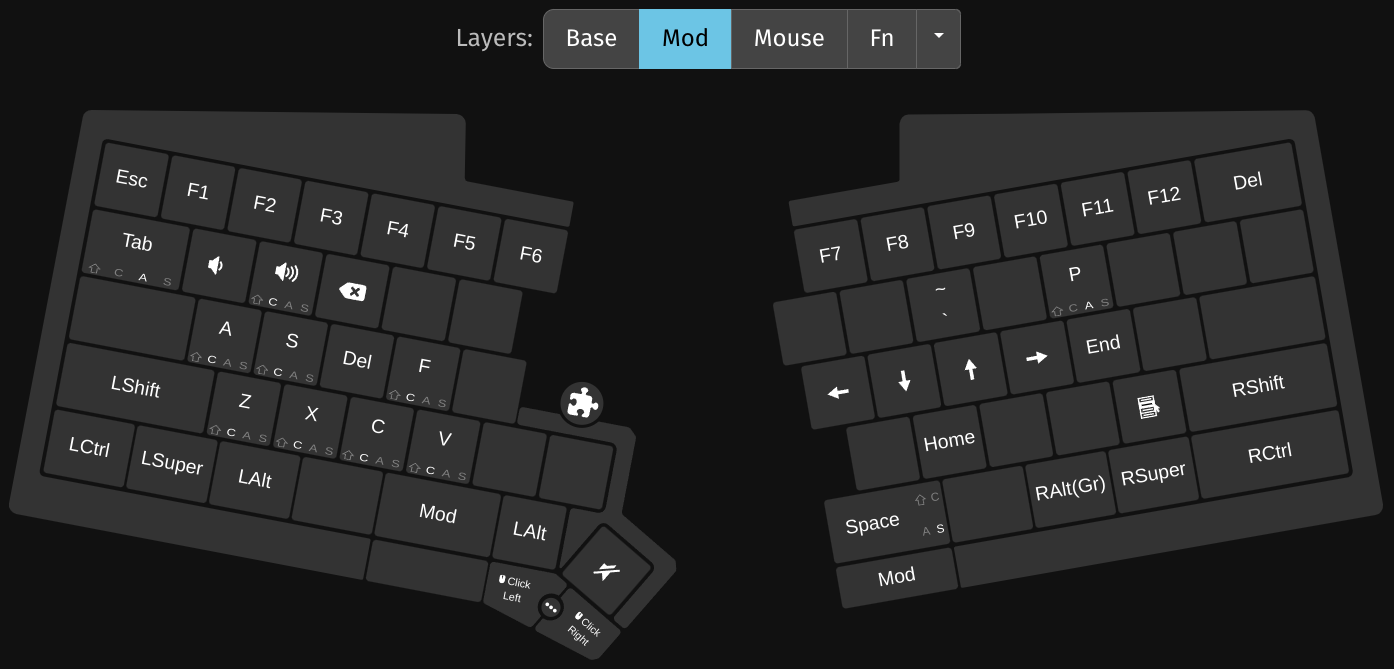 Layers: Base Mod Mouse Fn
Esc F1 F2 F3 F4 F5 F6
Tab
C A S
C A S
A S Del F
C A S
C A S
C A S
LShift Z X C V
C A S
C A S
C A S
C A S
LCtrl LSuper LAlt Mod LAlt
Click
Left
Click
Right
F7 F8 F9 F10 F11 F12 Del
~
`
P
C A S
End
Home RShift
Space
C
A S
RAlt(Gr) RSuper RCtrl
Mod